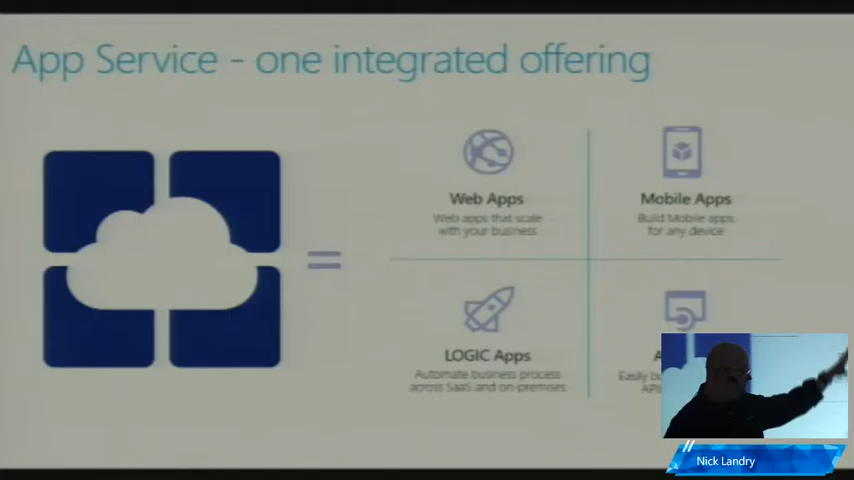 App Service - one integrated offering
Web Apps
Web apps that scale
with your business
Mobile Apps
Build Mobile apps
for any device
LOGIC Apps
Automate business process
across SaaS and on-premises
Easily
Nick Landry